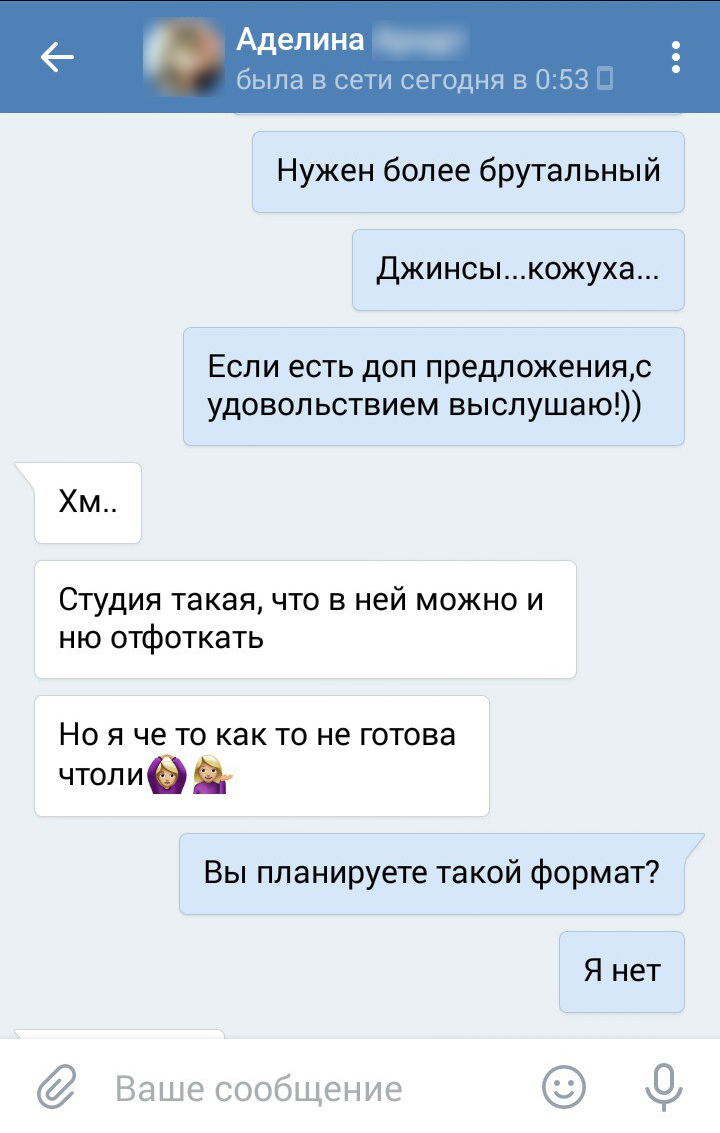 Аделина
была в сети сегодня в 0:53
Нужен более брутальный
Джинсы...кожуха...
Если есть доп предложения,с
удовольствием выслушаю!))
Хм..
Студия такая, что в ней можно и
ню отфоткать
Но я че то как то не готова
чтоли🙆🏼💁🏼
Вы планируете такой формат?
Я нет
Ваше сообщение